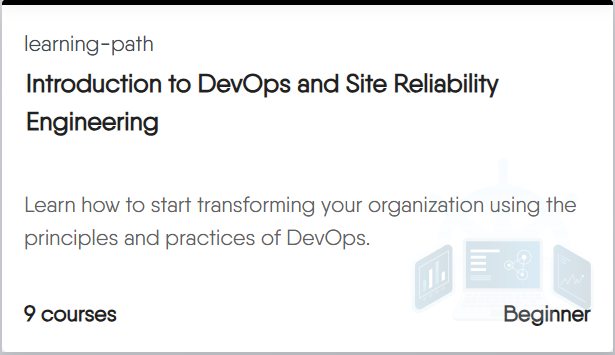 learning-path
Introduction to DevOps and Site Reliability
Engineering
Learn how to start transforming your organization using the
principles and practices of DevOps.
9 courses
Beginner